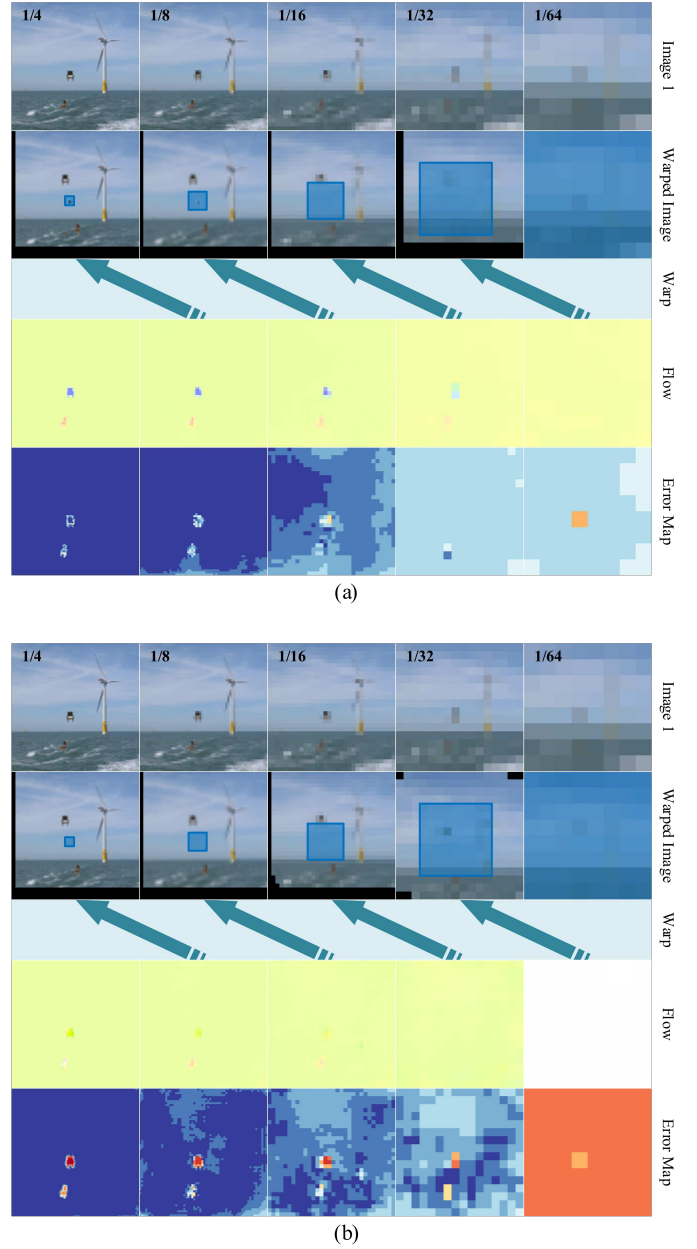 1/4 1/8 1/16 1/32 1/64
Image 1
Warped Image
Warp
Flow
Error Map
(a)
1/4 1/8 1/16 1/32 1/64
Image 1
Warped Image
Warp
Flow
Error Map
(b)